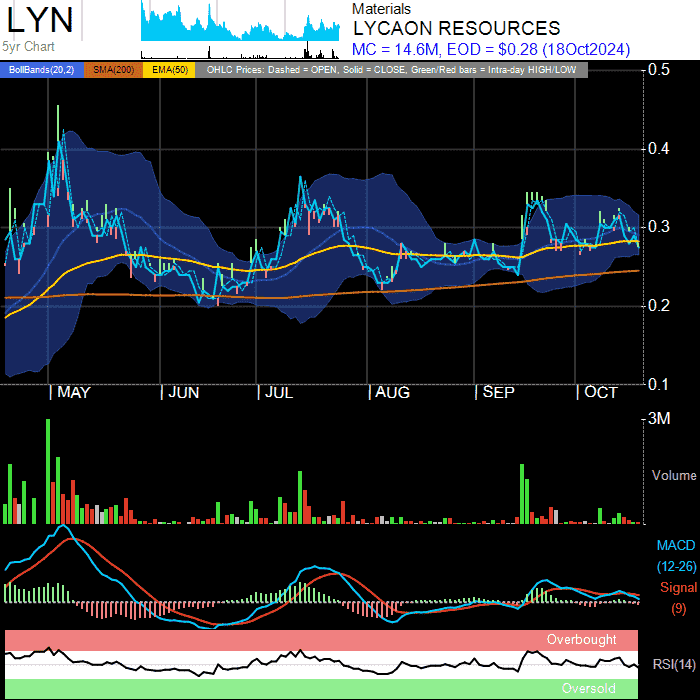 LYN
5yr Chart
Materials
LYCAON RESOURCES
MC = 14.6M, EOD = $0.28 (18Oct2024)
BollBands(20,2) SMA(200) EMA(50) OHLC Prices: Dashed = OPEN, Solid = CLOSE, Green/Red bars = Intra-day HIGH/LOW
0.5
0.4
0.3
0.2
0.1
MAY JUN JUL AUG SEP OCT
3M
Volume
MACD
(12-26)
Signal
(9)
Overbought
RSI(14)
Oversold